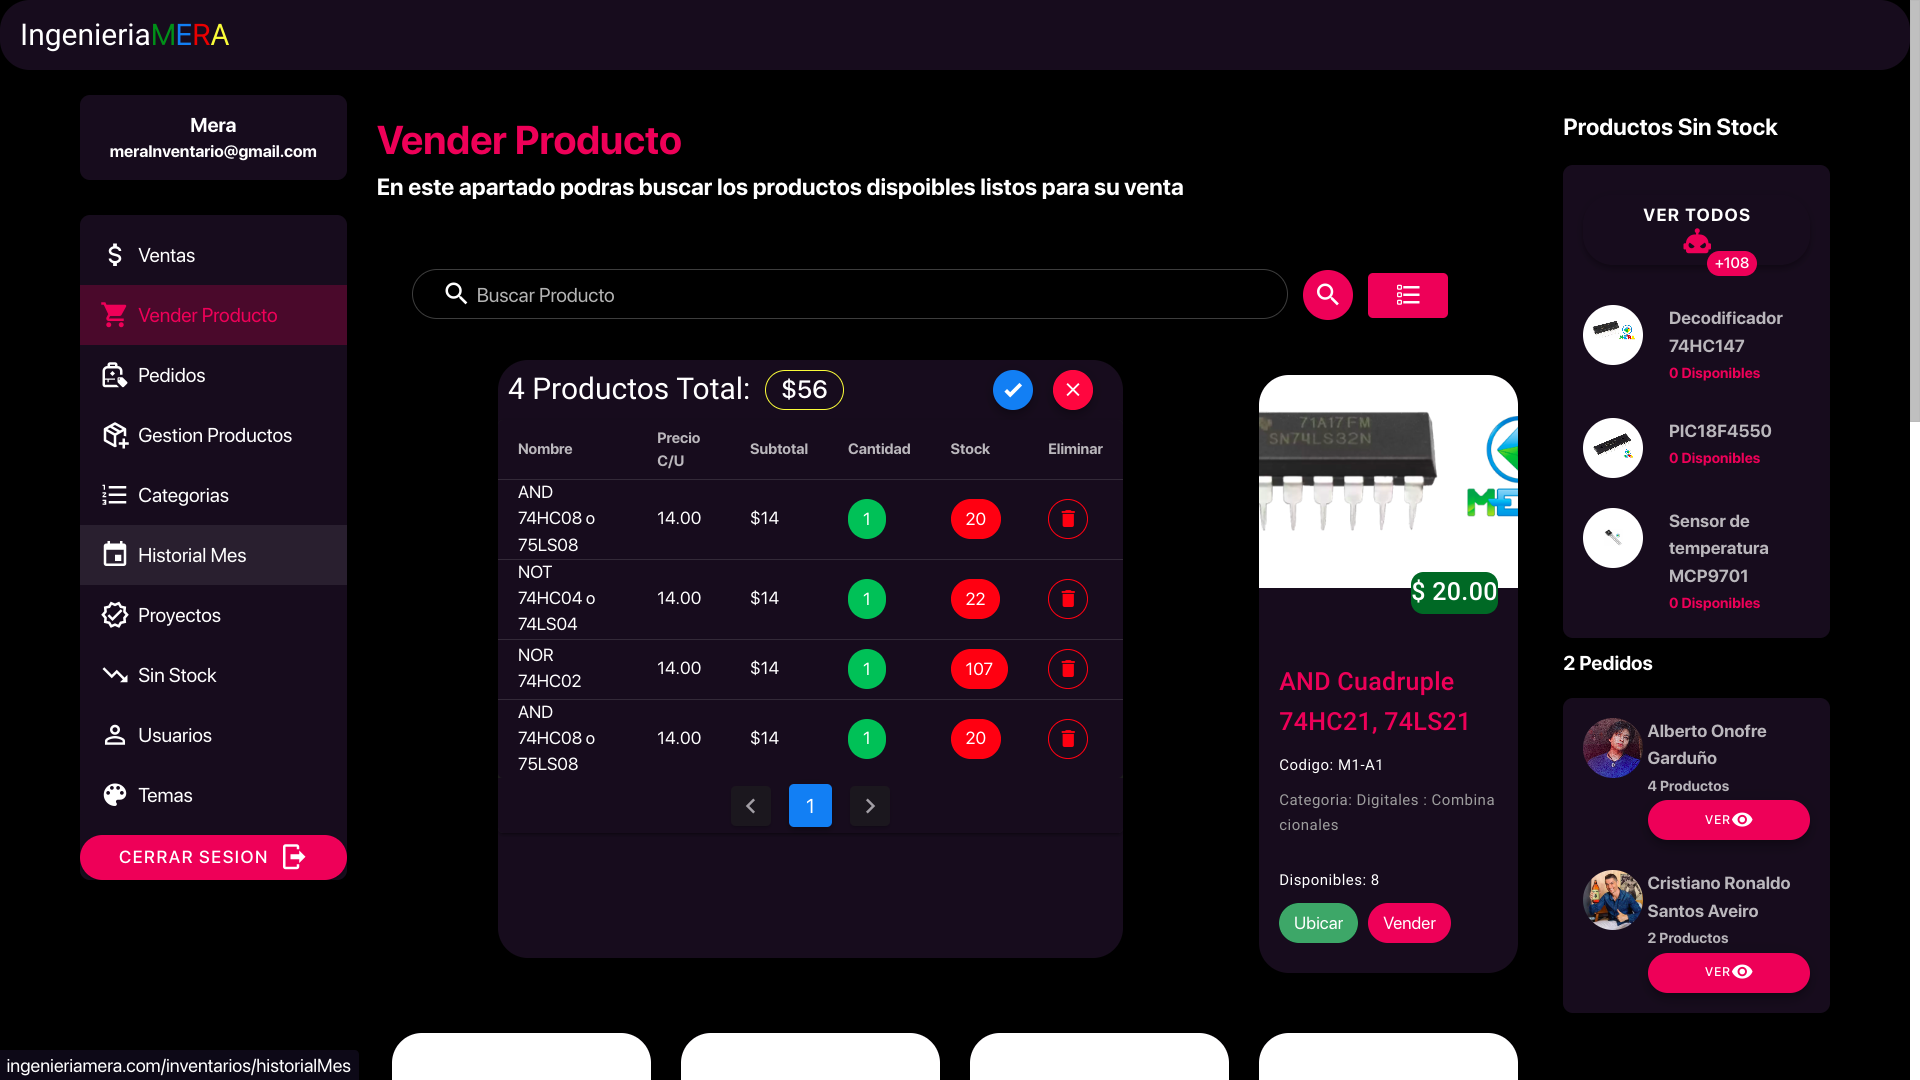 IngenieriaMERA
Mera
meraInventario@gmail.com
Ventas
Vender Producto
Pedidos
Gestion Productos
Categorias
Historial Mes
Proyectos
Sin Stock
Usuarios
Temas
CERRAR SESION
Vender Producto
En este apartado podras buscar los productos dispoibles listos para su venta
Buscar Producto
4 Productos Total: $56
Nombre Precio C/U Subtotal Cantidad Stock Eliminar
AND
74HC08 o
75LS08
14.00 $14 1 20
NOT
74HC04 o
74LS04
14.00 $14 1 22
NOR
74HC02
14.00 $14 1 107
AND
74HC08 o
75LS08
14.00 $14 1 20
1
71A17FM
SN74LS32N
$ 20.00
AND Cuadruple
74HC21, 74LS21
Codigo: M1-A1
Categoria: Digitales : Combina
cionales
Disponibles: 8
Ubicar
Vender
Productos Sin Stock
VER TODOS
+108
Decodificador
74HC147
0 Disponibles
PIC18F4550
0 Disponibles
Sensor de
temperatura
MCP9701
0 Disponibles
2 Pedidos
Alberto Onofre
Garduño
4 Productos
VER
Cristiano Ronaldo
Santos Aveiro
2 Productos
VER
ingenieriamera.com/inventarios/historialMes